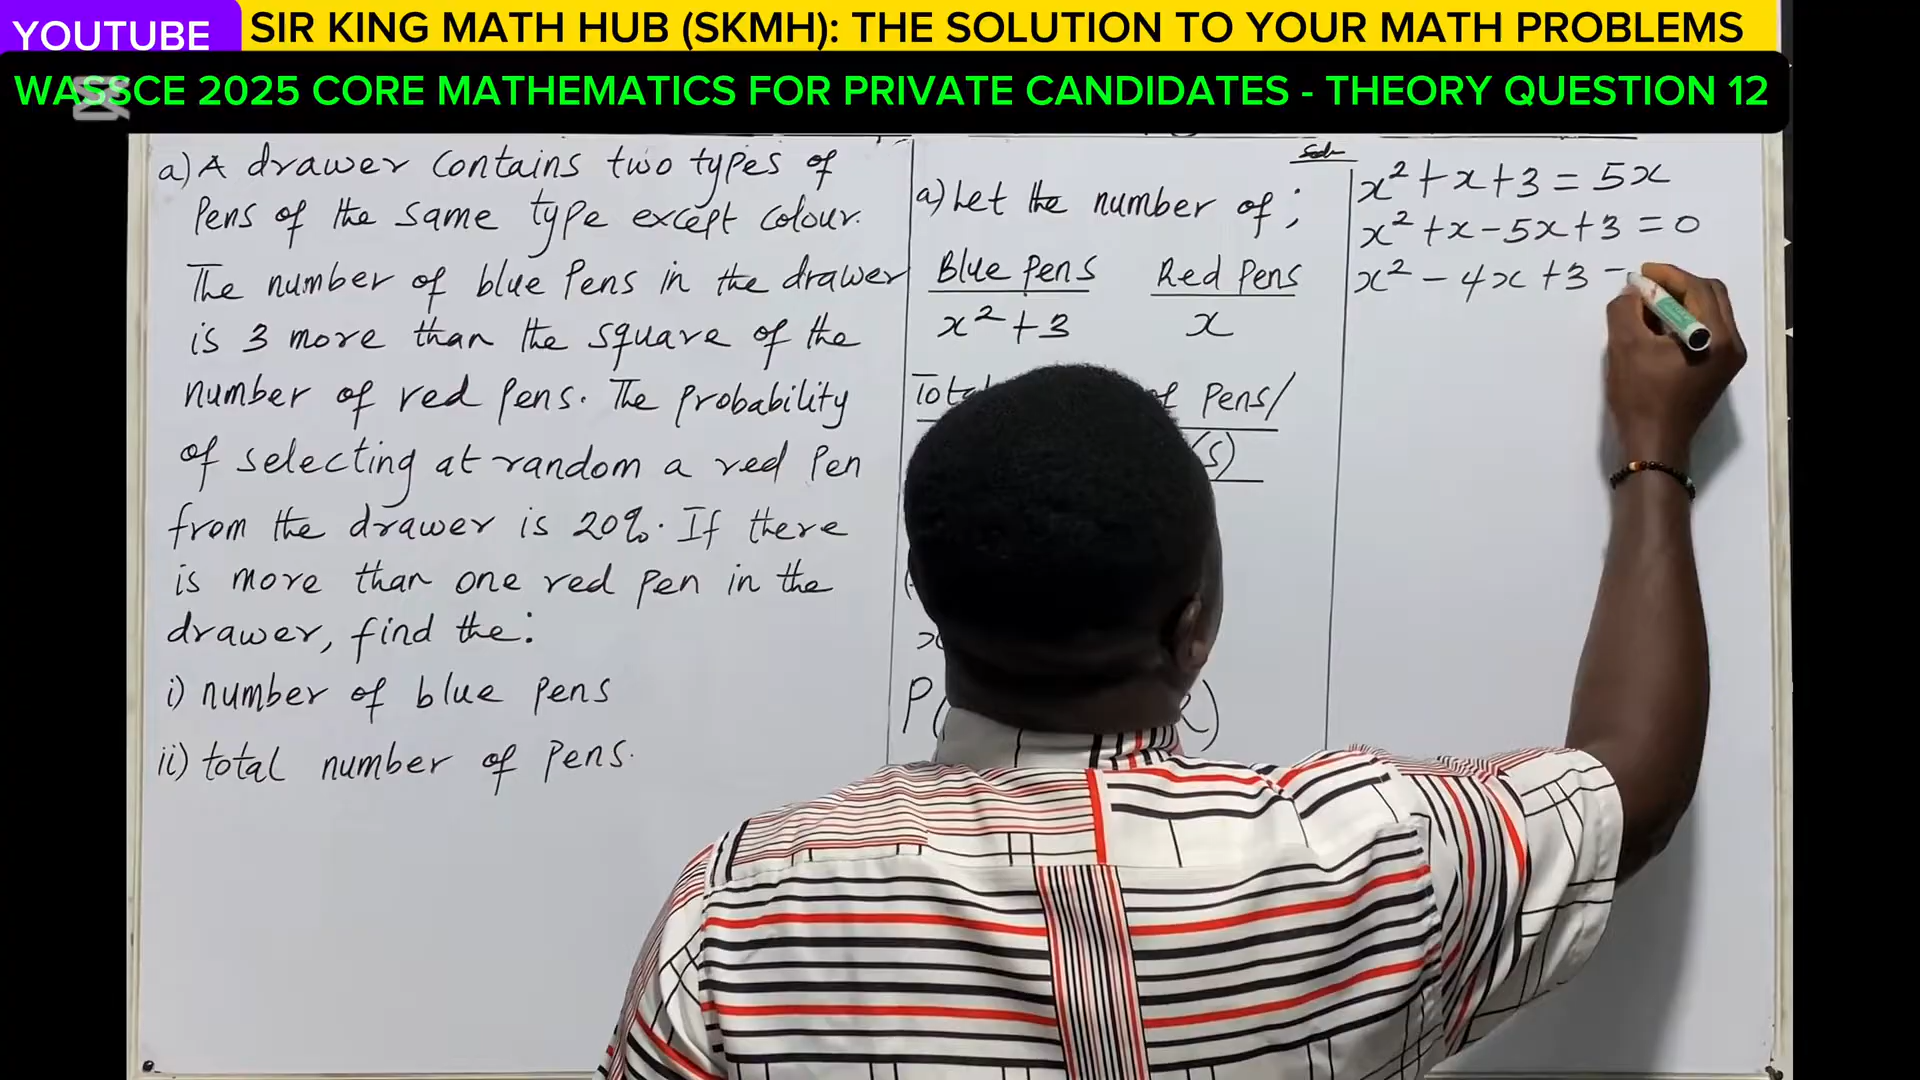 YOUTUBE
SIR KING MATH HUB (SKMH): THE SOLUTION TO YOUR MATH PROBLEMS
WASSCE 2025 CORE MATHEMATICS FOR PRIVATE CANDIDATES - THEORY QUESTION 12
a) A drawer contains two types of
Pens of the same type except colour.
The number of blue Pens in the drawer
is 3 more than the square of the
number of red pens. The Probability
of selecting at random a red Pen
from the drawer is 20%. If there
is more than one red pen in the
drawer, find the:
i) number of blue pens
ii) total number of pens.
Soln
a) Let the number of;
Blue Pens Red Pens
x² + 3 x
of Pens/
(s)
P( )
x² + x + 3 = 5x
x² + x - 5x + 3 = 0
x² - 4x + 3